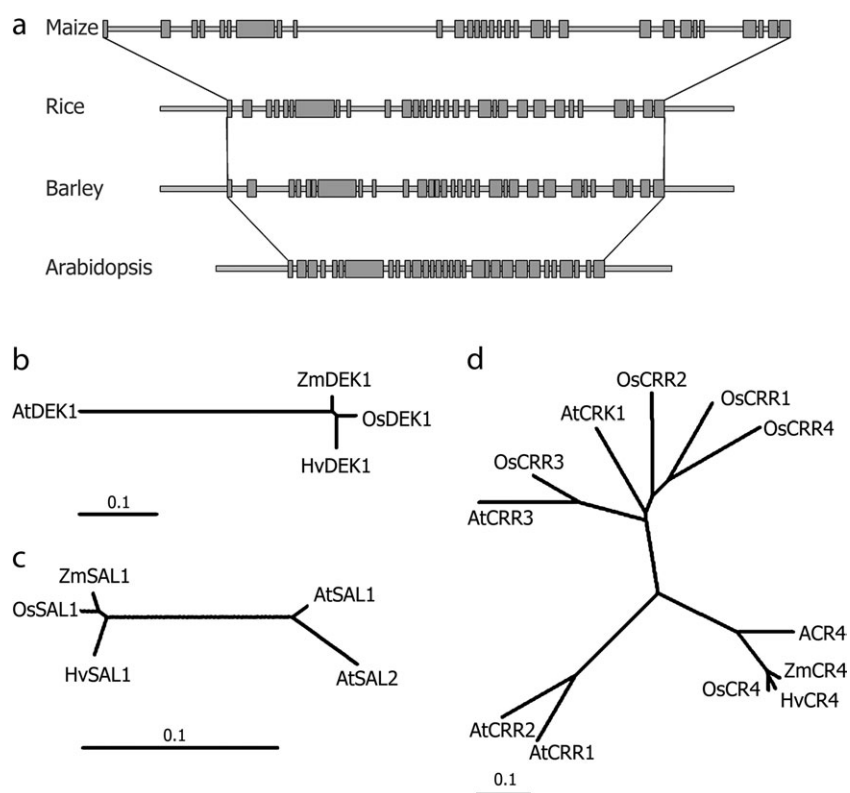 a
Maize
Rice
Barley
Arabidopsis
b
ZmDEK1
AtDEK1
OsDEK1
HvDEK1
0.1
c
ZmSAL1
OsSAL1
AtSAL1
HvSAL1
AtSAL2
0.1
d
OsCRR2
OsCRR1
AtCRK1
OsCRR4
OsCRR3
AtCRR3
ACR4
ZmCR4
OsCR4
HvCR4
AtCRR2
AtCRR1
0.1